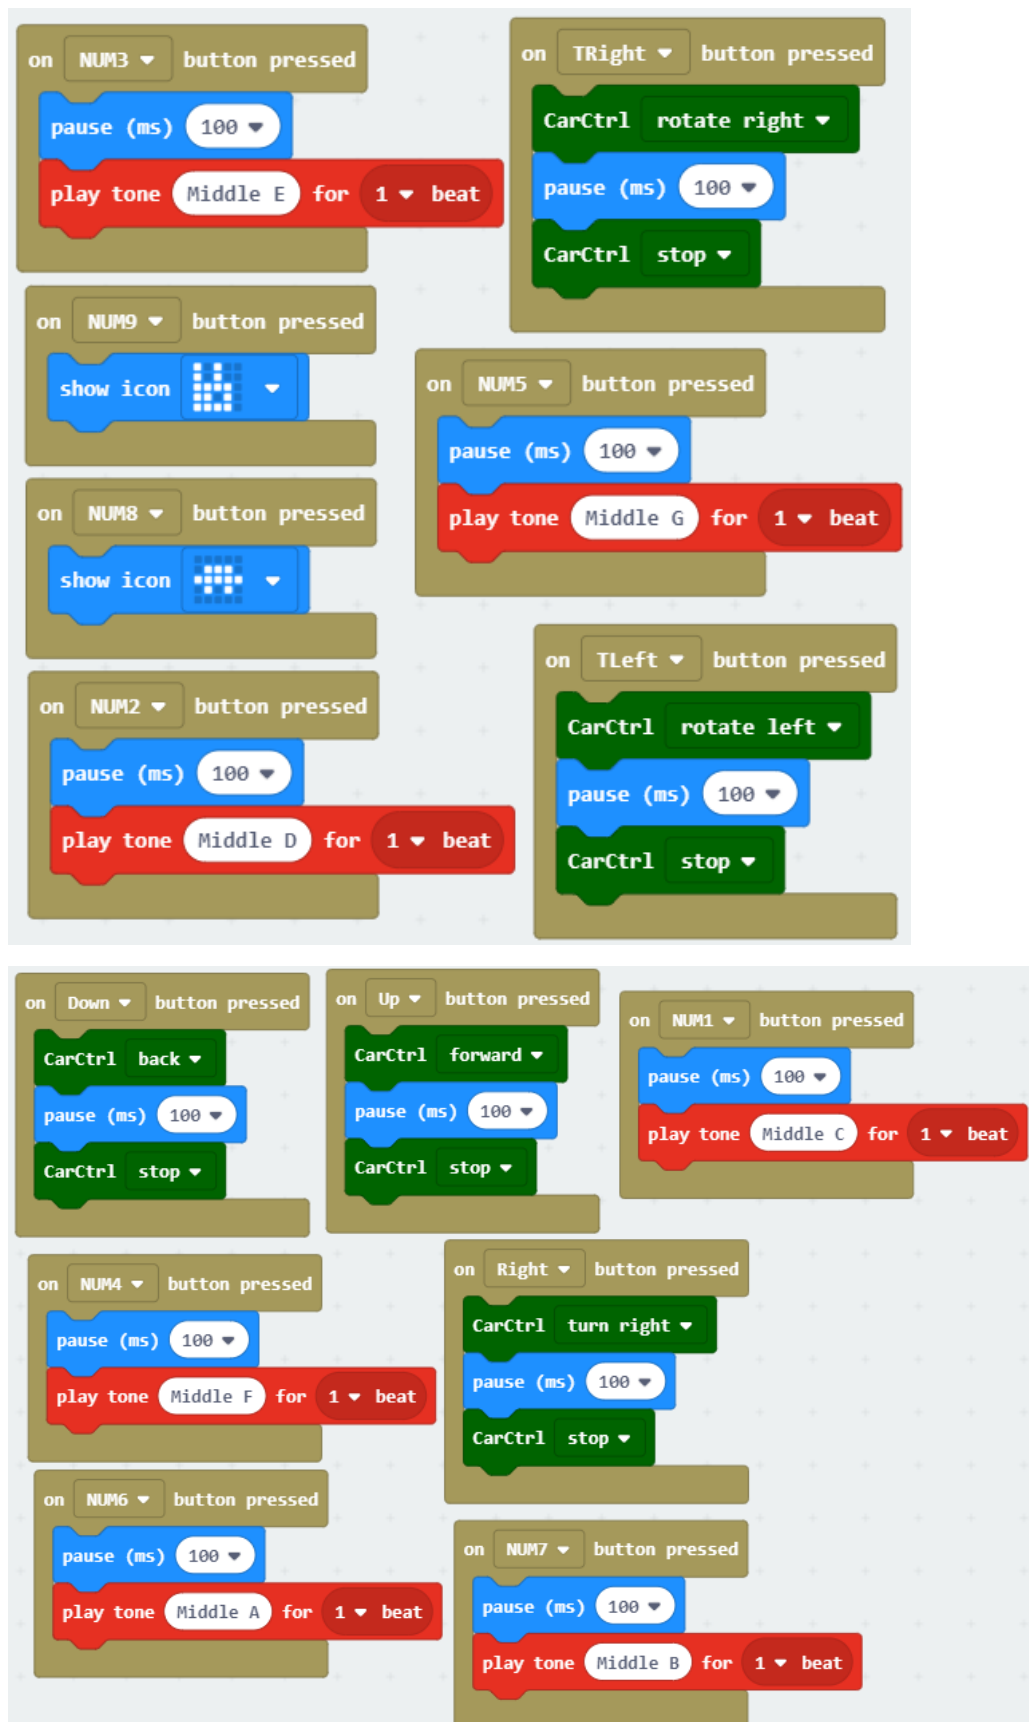 on NUM3 button pressed
pause (ms) 100
play tone Middle E for 1 beat
on TRight button pressed
CarCtrl rotate right
pause (ms) 100
CarCtrl stop
on NUM9 button pressed
show icon
on NUM5 button pressed
pause (ms) 100
play tone Middle G for 1 beat
on NUM8 button pressed
show icon
on NUM2 button pressed
pause (ms) 100
play tone Middle D for 1 beat
on TLeft button pressed
CarCtrl rotate left
pause (ms) 100
CarCtrl stop
on Down button pressed
CarCtrl back
pause (ms) 100
CarCtrl stop
on Up button pressed
CarCtrl forward
pause (ms) 100
CarCtrl stop
on NUM1 button pressed
pause (ms) 100
play tone Middle C for 1 beat
on NUM4 button pressed
pause (ms) 100
play tone Middle F for 1 beat
on Right button pressed
CarCtrl turn right
pause (ms) 100
CarCtrl stop
on NUM6 button pressed
pause (ms) 100
play tone Middle A for 1 beat
on NUM7 button pressed
pause (ms) 100
play tone Middle B for 1 beat